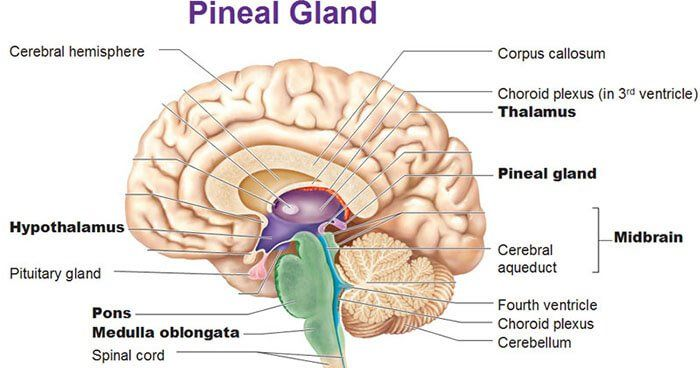 Pineal Gland
Cerebral hemisphere
Corpus callosum
Choroid plexus (in 3rd ventricle)
Thalamus
Pineal gland
Hypothalamus
Midbrain
Cerebral
aqueduct
Pituitary gland
Fourth ventricle
Pons
Choroid plexus
Medulla oblongata
Cerebellum
Spinal cord